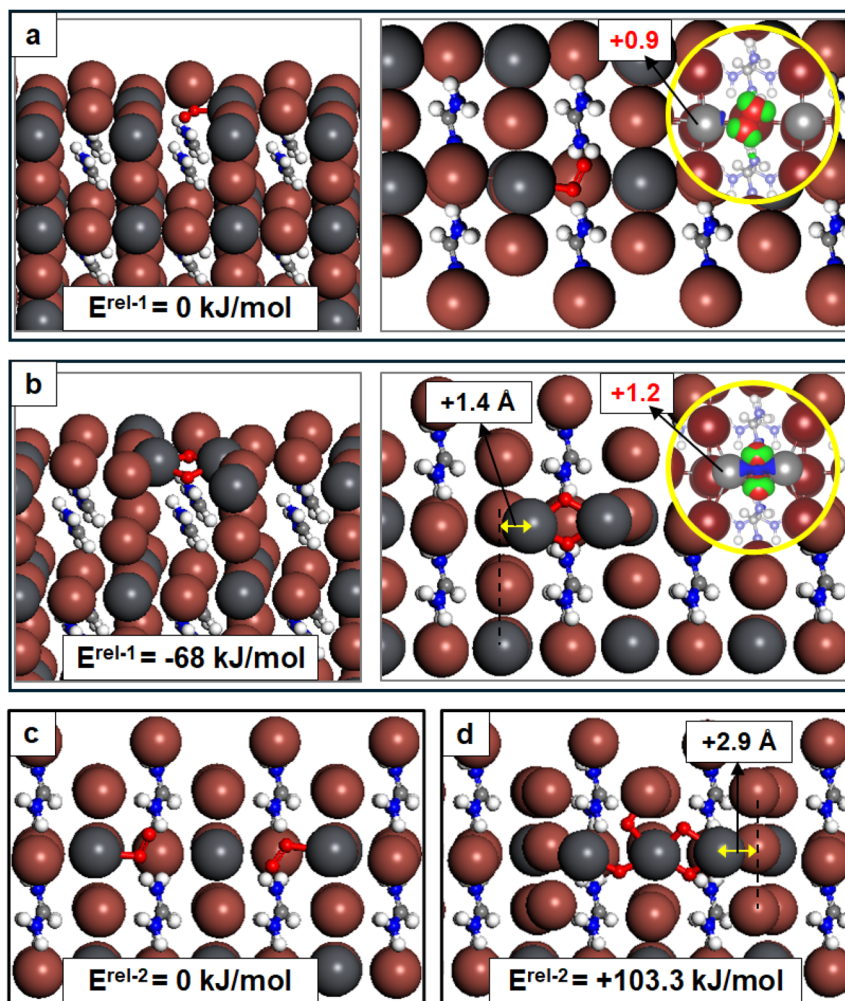 a
+0.9
E^rel-1 = 0 kJ/mol
b
+1.4 Å
+1.2
E^rel-1 = -68 kJ/mol
c
d
+2.9 Å
E^rel-2 = 0 kJ/mol
E^rel-2 = +103.3 kJ/mol